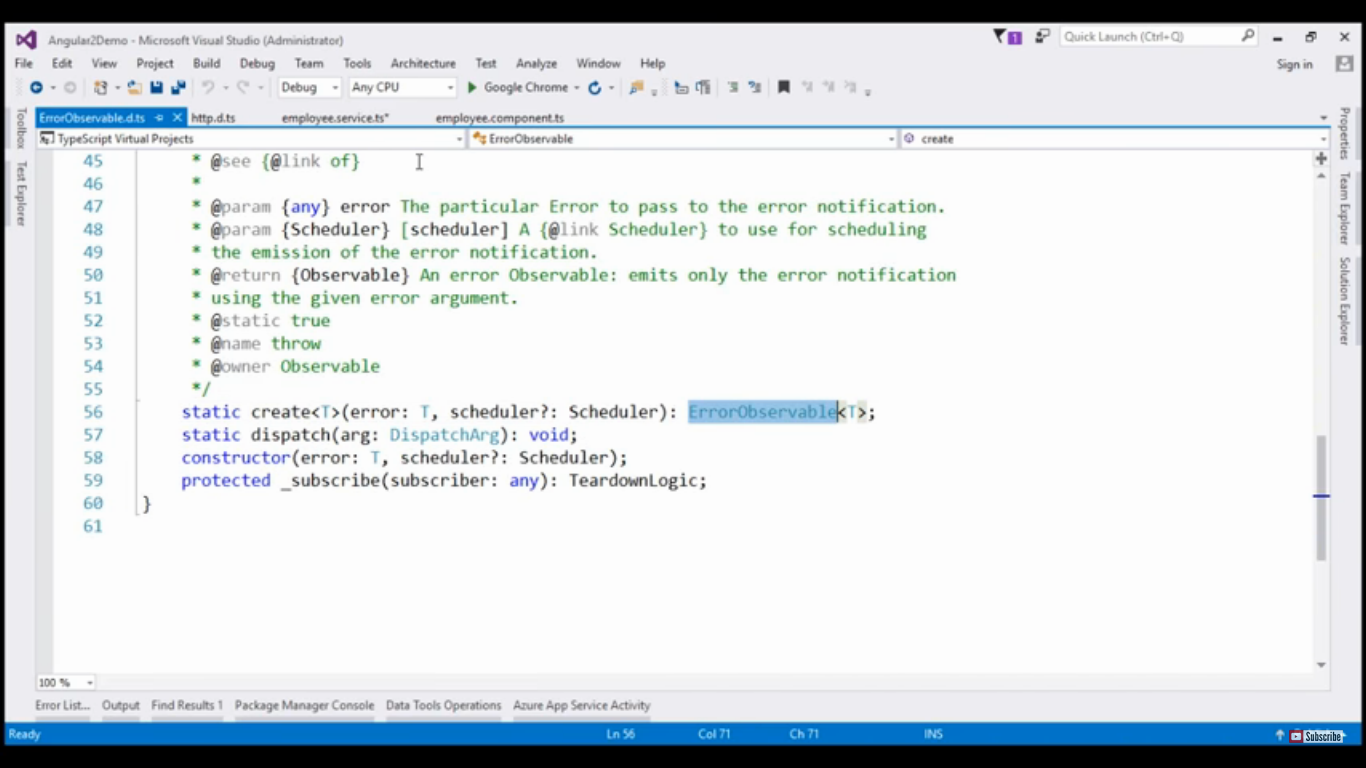 Angular2Demo - Microsoft Visual Studio (Administrator)
1
Quick Launch (Ctrl+Q)
File Edit View Project Build Debug Team Tools Architecture Test Analyze Window Help
Sign in
Debug Any CPU Google Chrome
Toolbox
Test Explorer
ErrorObservable.d.ts http.d.ts employee.service.ts* employee.component.ts
TypeScript Virtual Projects ErrorObservable create
45 * @see {@link of}
46 *
47 * @param {any} error The particular Error to pass to the error notification.
48 * @param {Scheduler} [scheduler] A {@link Scheduler} to use for scheduling
49 * the emission of the error notification.
50 * @return {Observable} An error Observable: emits only the error notification
51 * using the given error argument.
52 * @static true
53 * @name throw
54 * @owner Observable
55 */
56 static create<T>(error: T, scheduler?: Scheduler): ErrorObservable<T>;
57 static dispatch(arg: DispatchArg): void;
58 constructor(error: T, scheduler?: Scheduler);
59 protected _subscribe(subscriber: any): TeardownLogic;
60 }
61
Properties
Team Explorer
Solution Explorer
100 %
Error List... Output Find Results 1 Package Manager Console Data Tools Operations Azure App Service Activity
Ready Ln 56 Col 71 Ch 71 INS
Subscribe